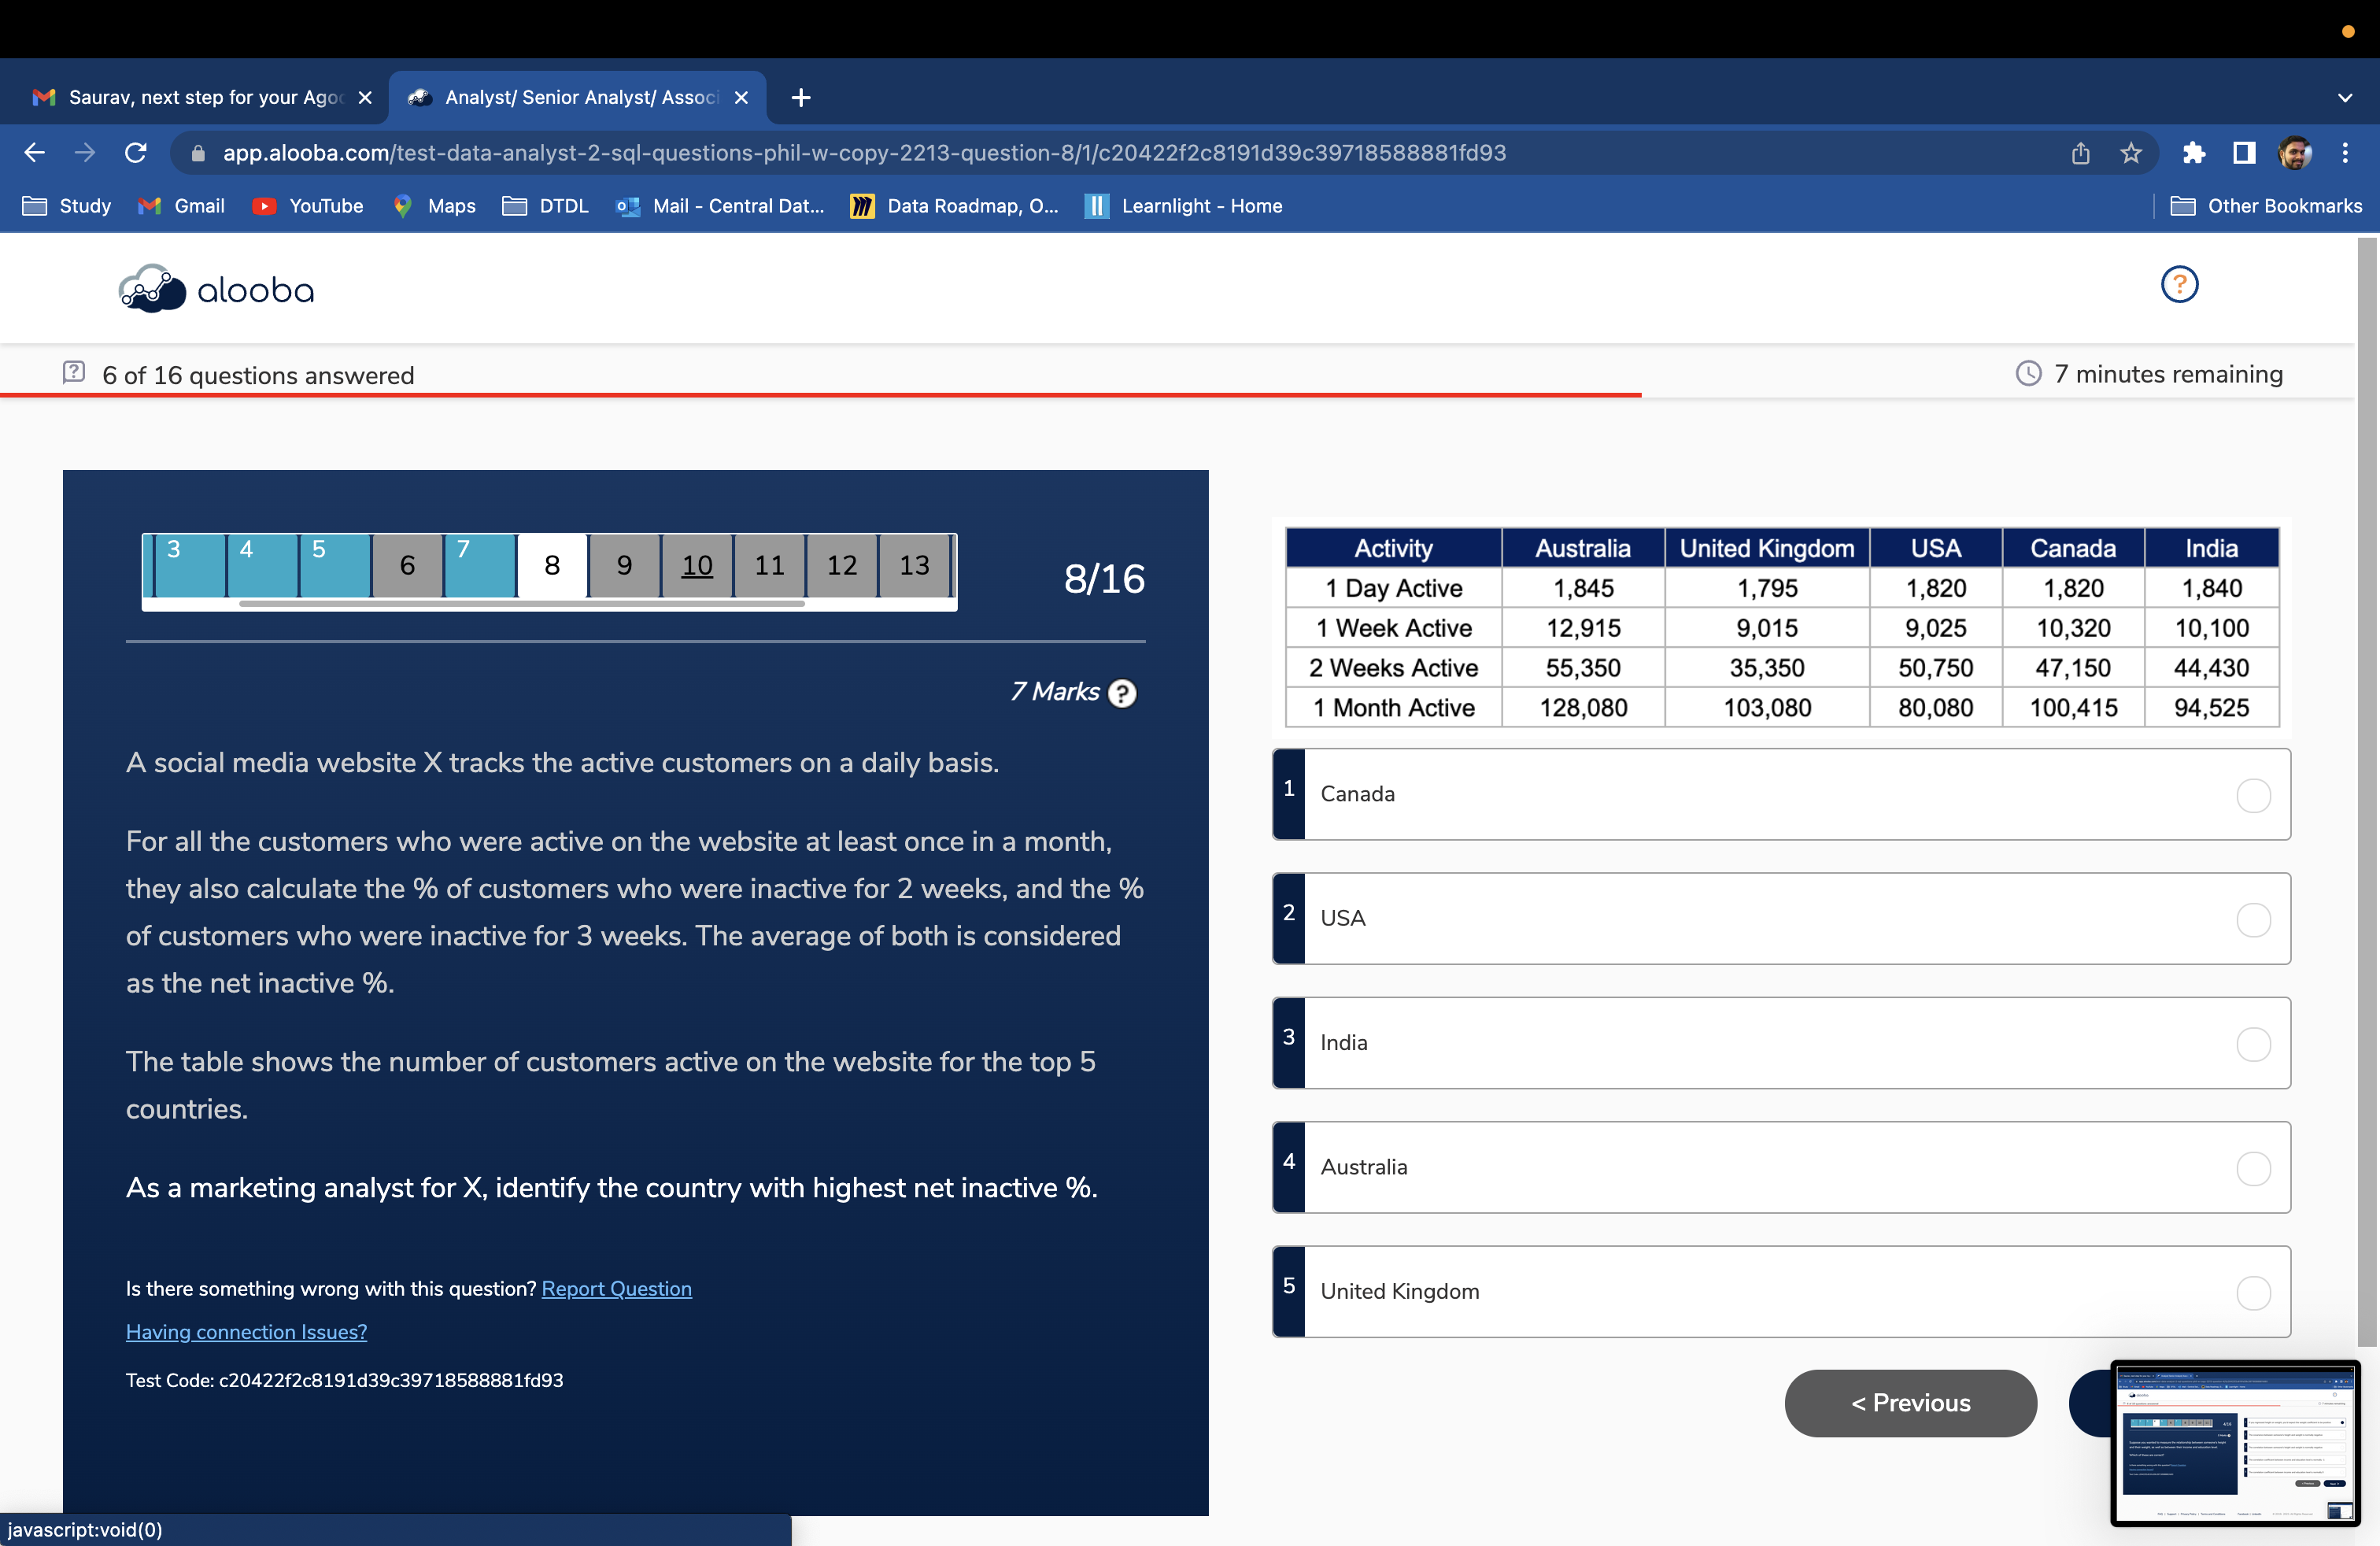 Saurav, next step for your Ago
Analyst/ Senior Analyst/ Associ
app.alooba.com/test-data-analyst-2-sql-questions-phil-w-copy-2213-question-8/1/c20422f2c8191d39c39718588881fd93
Study Gmail YouTube Maps DTDL Mail - Central Dat... Data Roadmap, O... Learnlight - Home Other Bookmarks
alooba
?
6 of 16 questions answered
7 minutes remaining
3 4 5 6 7 8 9 10 11 12 13
8/16
7 Marks ?
A social media website X tracks the active customers on a daily basis.
For all the customers who were active on the website at least once in a month,
they also calculate the % of customers who were inactive for 2 weeks, and the %
of customers who were inactive for 3 weeks. The average of both is considered
as the net inactive %.
The table shows the number of customers active on the website for the top 5
countries.
As a marketing analyst for X, identify the country with highest net inactive %.
Is there something wrong with this question? Report Question
Having connection Issues?
Test Code: c20422f2c8191d39c39718588881fd93
Activity Australia United Kingdom USA Canada India
1 Day Active 1,845 1,795 1,820 1,820 1,840
1 Week Active 12,915 9,015 9,025 10,320 10,100
2 Weeks Active 55,350 35,350 50,750 47,150 44,430
1 Month Active 128,080 103,080 80,080 100,415 94,525
1 Canada
2 USA
3 India
4 Australia
5 United Kingdom
< Previous
javascript:void(0)